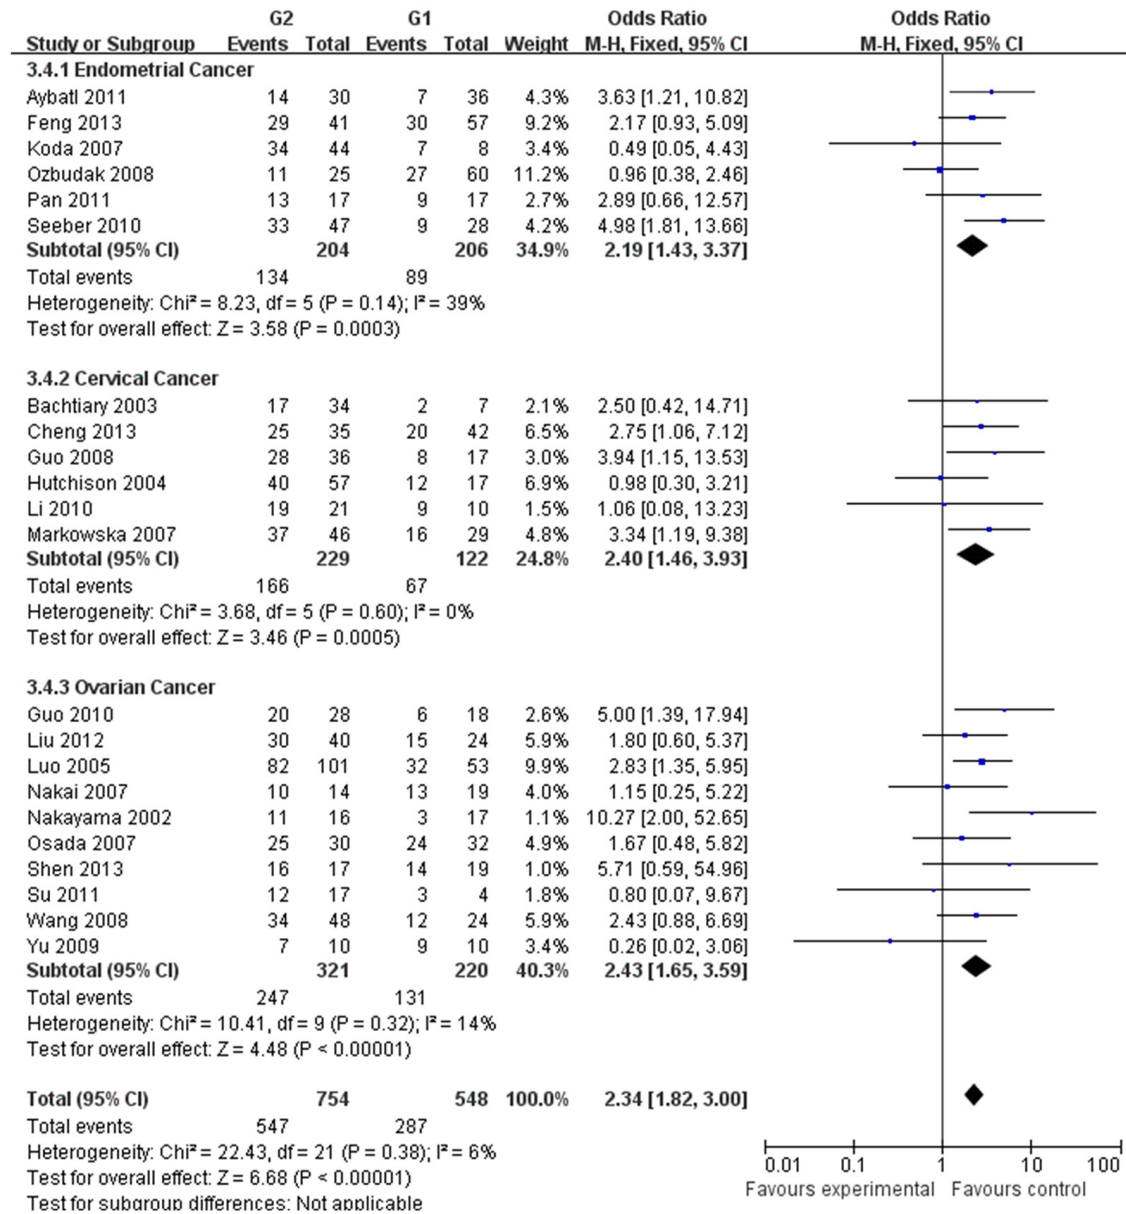 G2 G1 Odds Ratio Odds Ratio
Study or Subgroup Events Total Events Total Weight M-H, Fixed, 95% CI M-H, Fixed, 95% CI
3.4.1 Endometrial Cancer
Aybatl 2011 14 30 7 36 4.3% 3.63 [1.21, 10.82]
Feng 2013 29 41 30 57 9.2% 2.17 [0.93, 5.09]
Koda 2007 34 44 7 8 3.4% 0.49 [0.05, 4.43]
Ozbudak 2008 11 25 27 60 11.2% 0.96 [0.38, 2.46]
Pan 2011 13 17 9 17 2.7% 2.89 [0.66, 12.57]
Seeber 2010 33 47 9 28 4.2% 4.98 [1.81, 13.66]
Subtotal (95% CI) 204 206 34.9% 2.19 [1.43, 3.37]
Total events 134 89
Heterogeneity: Chi² = 8.23, df = 5 (P = 0.14); I² = 39%
Test for overall effect: Z = 3.58 (P = 0.0003)
3.4.2 Cervical Cancer
Bachtiary 2003 17 34 2 7 2.1% 2.50 [0.42, 14.71]
Cheng 2013 25 35 20 42 6.5% 2.75 [1.06, 7.12]
Guo 2008 28 36 8 17 3.0% 3.94 [1.15, 13.53]
Hutchison 2004 40 57 12 17 6.9% 0.98 [0.30, 3.21]
Li 2010 19 21 9 10 1.5% 1.06 [0.08, 13.23]
Markowska 2007 37 46 16 29 4.8% 3.34 [1.19, 9.38]
Subtotal (95% CI) 229 122 24.8% 2.40 [1.46, 3.93]
Total events 166 67
Heterogeneity: Chi² = 3.68, df = 5 (P = 0.60); I² = 0%
Test for overall effect: Z = 3.46 (P = 0.0005)
3.4.3 Ovarian Cancer
Guo 2010 20 28 6 18 2.6% 5.00 [1.39, 17.94]
Liu 2012 30 40 15 24 5.9% 1.80 [0.60, 5.37]
Luo 2005 82 101 32 53 9.9% 2.83 [1.35, 5.95]
Nakai 2007 10 14 13 19 4.0% 1.15 [0.25, 5.22]
Nakayama 2002 11 16 3 17 1.1% 10.27 [2.00, 52.65]
Osada 2007 25 30 24 32 4.9% 1.67 [0.48, 5.82]
Shen 2013 16 17 14 19 1.0% 5.71 [0.59, 54.96]
Su 2011 12 17 3 4 1.8% 0.80 [0.07, 9.67]
Wang 2008 34 48 12 24 5.9% 2.43 [0.88, 6.69]
Yu 2009 7 10 9 10 3.4% 0.26 [0.02, 3.06]
Subtotal (95% CI) 321 220 40.3% 2.43 [1.65, 3.59]
Total events 247 131
Heterogeneity: Chi² = 10.41, df = 9 (P = 0.32); I² = 14%
Test for overall effect: Z = 4.48 (P < 0.00001)
Total (95% CI) 754 548 100.0% 2.34 [1.82, 3.00]
Total events 547 287
Heterogeneity: Chi² = 22.43, df = 21 (P = 0.38); I² = 6%
Test for overall effect: Z = 6.68 (P < 0.00001)
Test for subgroup differences: Not applicable
0.01 0.1 1 10 100
Favours experimental Favours control